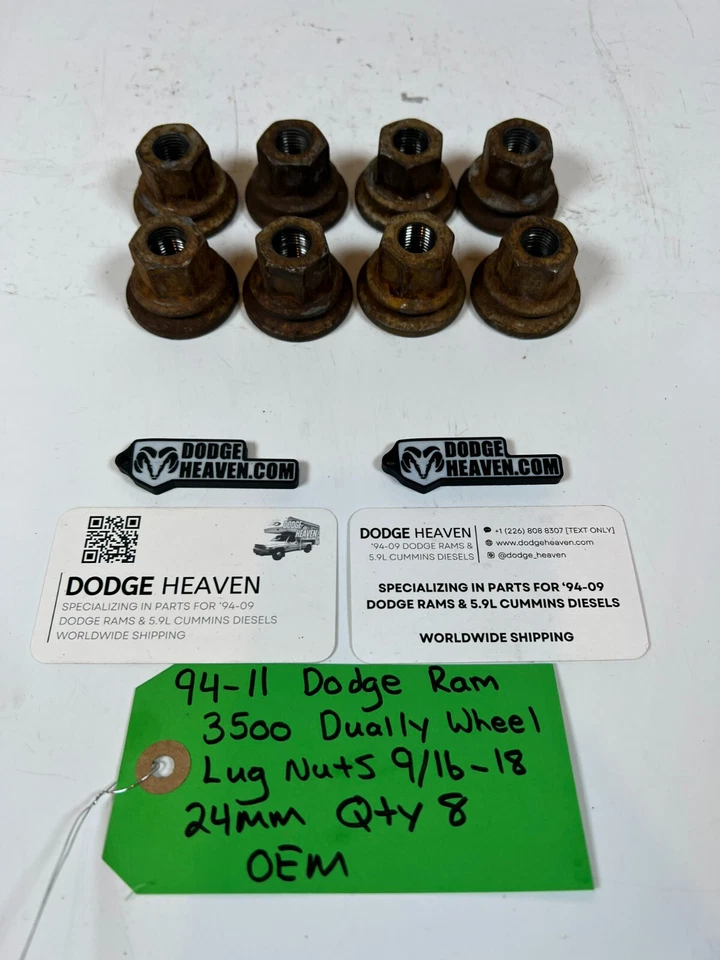 DODGE
HEAVEN.COM
DODGE
HEAVEN.COM
DODGE
HEAVEN
DODGE HEAVEN
SPECIALIZING IN PARTS FOR '94-09
DODGE RAMS & 5.9L CUMMINS DIESELS
WORLDWIDE SHIPPING
DODGE HEAVEN
'94-09 DODGE RAMS &
5.9L CUMMINS DIESELS
+1 (226) 808 8307 [TEXT ONLY]
www.dodgeheaven.com
@dodge_heaven
SPECIALIZING IN PARTS FOR '94-09
DODGE RAMS & 5.9L CUMMINS DIESELS
WORLDWIDE SHIPPING
94-11 Dodge Ram
3500 Dually Wheel
Lug Nuts 9/16-18
24mm Qty 8
OEM